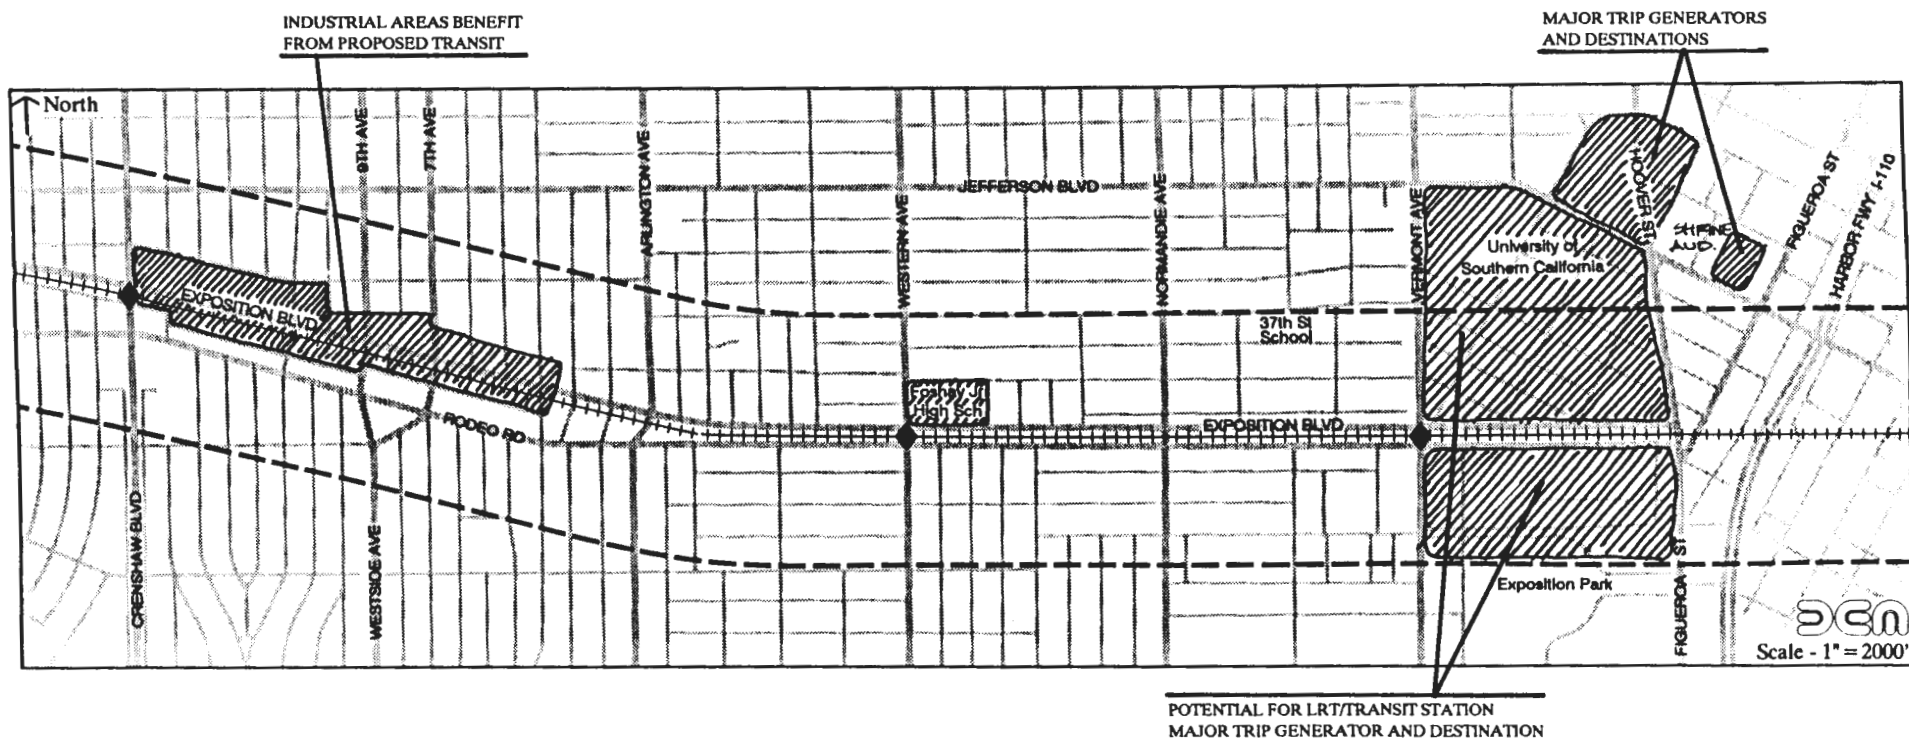 INDUSTRIAL AREAS BENEFIT
FROM PROPOSED TRANSIT
MAJOR TRIP GENERATORS
AND DESTINATIONS
North
9TH AVE
7TH AVE
ARLINGTON AVE
WESTERN AVE
JEFFERSON BLVD
NORMANDIE AVE
VERMONT AVE
HOOVER ST
SHRINE
AUD.
FIGUEROA ST
HARBOR FWY I-110
University of
Southern California
EXPOSITION BLVD
37th St
School
Foshay Jr
High Sch
RODEO RD
EXPOSITION BLVD
CRENSHAW BLVD
WESTSIDE AVE
Exposition Park
FIGUEROA ST
DCM
Scale - 1" = 2000'
POTENTIAL FOR LRT/TRANSIT STATION
MAJOR TRIP GENERATOR AND DESTINATION